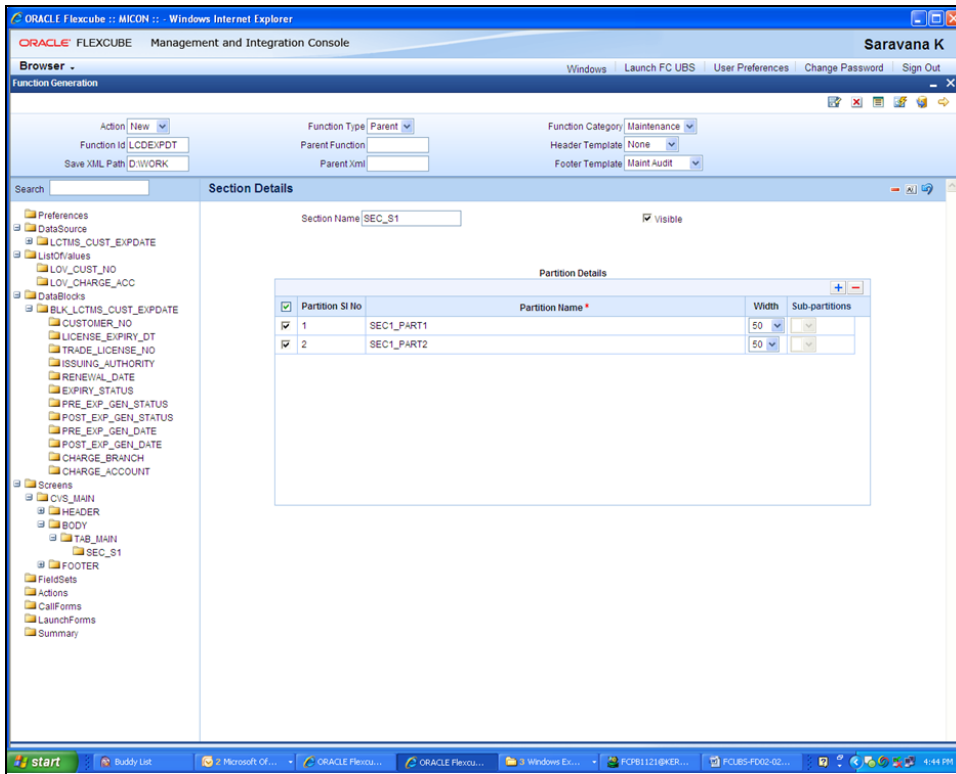 ORACLE Flexcube :: MICON :: - Windows Internet Explorer
ORACLE FLEXCUBE Management and Integration Console
Saravana K
Browser
Windows Launch FC UBS User Preferences Change Password Sign Out
Function Generation
Action New Function Type Parent Function Category Maintenance
Function Id LCDEXPDT Parent Function Header Template None
Save XML Path D:\WORK Parent Xml Footer Template Maint Audit
Search
Section Details
Preferences
DataSource
LCTMS_CUST_EXPDATE
ListOfValues
LOV_CUST_NO
LOV_CHARGE_ACC
DataBlocks
BLK_LCTMS_CUST_EXPDATE
CUSTOMER_NO
LICENSE_EXPIRY_DT
TRADE_LICENSE_NO
ISSUING_AUTHORITY
RENEWAL_DATE
EXPIRY_STATUS
PRE_EXP_GEN_STATUS
POST_EXP_GEN_STATUS
PRE_EXP_GEN_DATE
POST_EXP_GEN_DATE
CHARGE_BRANCH
CHARGE_ACCOUNT
Screens
CVS_MAIN
HEADER
BODY
TAB_MAIN
SEC_S1
FOOTER
FieldSets
Actions
CallForms
LaunchForms
Summary
Section Name SEC_S1 Visible
Partition Details
Partition Sl No Partition Name * Width Sub-partitions
1 SEC1_PART1 50
2 SEC1_PART2 50
start Buddy List 2 Microsoft Of... ORACLE Flexcu... ORACLE Flexcu... 3 Windows Ex... FCPB1121@KER... FCUBS-FD02-02... 4:44 PM